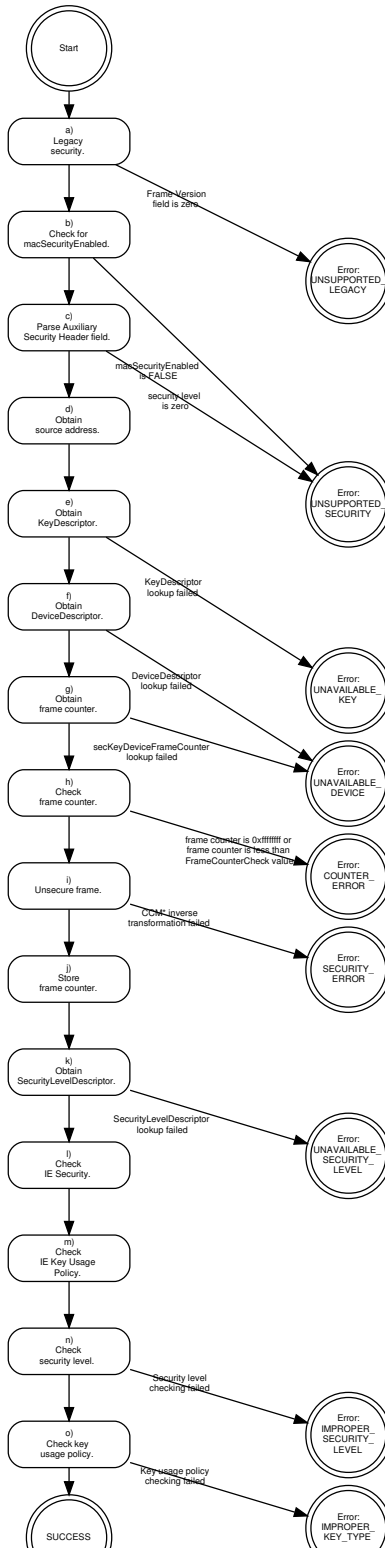 Start
a)
Legacy
security.
Frame Version
field is zero
b)
Check for
macSecurityEnabled.
Error:
UNSUPPORTED_
LEGACY
c)
Parse Auxiliary
Security Header field.
macSecurityEnabled
is FALSE
security level
is zero
d)
Obtain
source address.
e)
Obtain
KeyDescriptor.
Error:
UNSUPPORTED_
SECURITY
KeyDescriptor
lookup failed
f)
Obtain
DeviceDescriptor.
DeviceDescriptor
lookup failed
g)
Obtain
frame counter.
Error:
UNAVAILABLE_
KEY
secKeyDeviceFrameCounter
lookup failed
h)
Check
frame counter.
Error:
UNAVAILABLE_
DEVICE
frame counter is 0xffffffff or
frame counter is less than
FrameCounterCheck value
i)
Unsecure frame.
Error:
COUNTER_
ERROR
CCM* inverse
transformation failed
j)
Store
frame counter.
Error:
SECURITY_
ERROR
k)
Obtain
SecurityLevelDescriptor.
SecurityLevelDescriptor
lookup failed
l)
Check
IE Security.
Error:
UNAVAILABLE_
SECURITY_
LEVEL
m)
Check
IE Key Usage
Policy.
n)
Check
security level.
Security level
checking failed
o)
Check key
usage policy.
Error:
IMPROPER_
SECURITY_
LEVEL
Key usage policy
checking failed
SUCCESS
Error:
IMPROPER_
KEY_TYPE